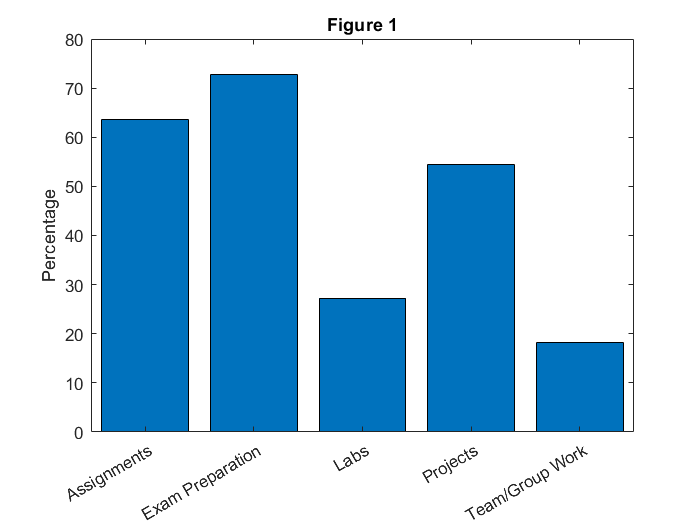 Figure 1
80
70
60
50
40
30
20
10
0
Percentage
Assignments
Exam Preparation
Labs
Projects
Team/Group Work